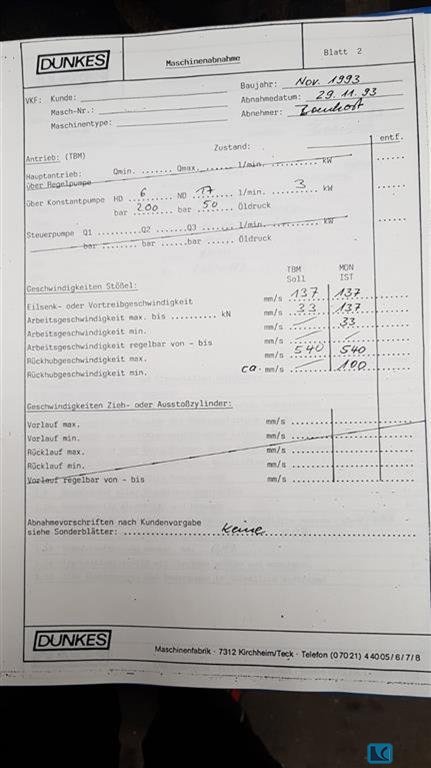 DUNKES
Maschinenabnahme
Blatt 2
VKF: Kunde:
Masch-Nr.:
Maschinentype:
Baujahr: Nov. 1993
Abnahmedatum: 29.11.93
Abnehmer:
Zustand: entf.
Antrieb: (TBM)
Hauptantrieb: Qmin. ....... Qmax. ...... l/min. ........ kW ......
über Regelpumpe
über Konstantpumpe HD 6 ND 17 l/min. 3 kW ......
bar 200 bar 50 Öldruck
Steuerpumpe Q1 .......... Q2 ....... Q3 ....... l/min. ........ kW ......
bar ...... bar ...... bar ...... Öldruck
TBM MON
Geschwindigkeiten Stößel: Soll IST
Eilsenk- oder Vortreibgeschwindigkeit mm/s 137 137
Arbeitsgeschwindigkeit max. bis .......... kN mm/s 33 137
Arbeitsgeschwindigkeit min. mm/s 33
Arbeitsgeschwindigkeit regelbar von - bis mm/s
Rückhubgeschwindigkeit max. mm/s 540 540
Rückhubgeschwindigkeit min. ca. mm/s 100
Geschwindigkeiten Zieh- oder Ausstoßzylinder:
Vorlauf max. mm/s
Vorlauf min. mm/s
Rücklauf max. mm/s
Rücklauf min. mm/s
Vorlauf regelbar von - bis mm/s
Abnahmevorschriften nach Kundenvorgabe
siehe Sonderblätter: keine
DUNKES
Maschinenfabrik · 7312 Kirchheim/Teck · Telefon (07021) 44005/6/7/8